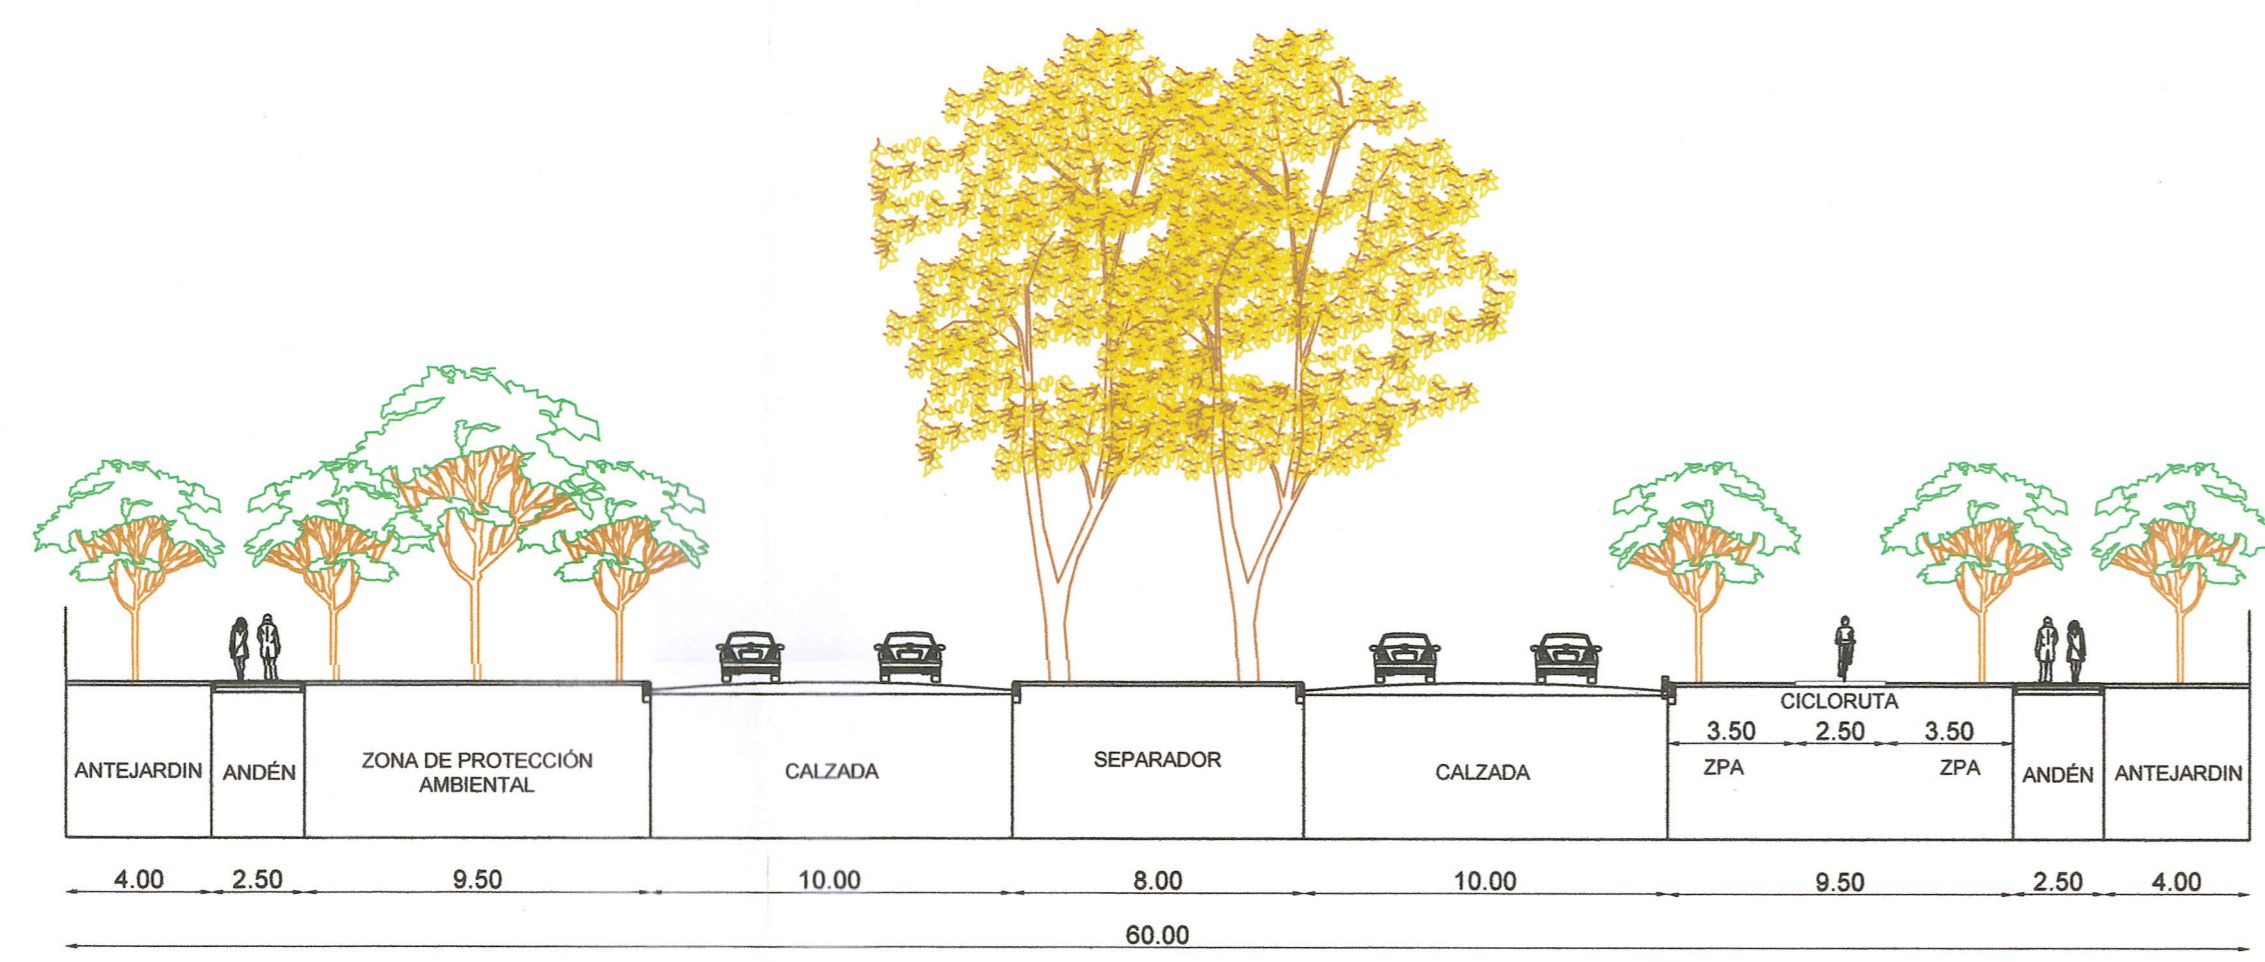 CICLORUTA
3.50 2.50 3.50
ANTEJARDIN ANDÉN ZONA DE PROTECCIÓN
AMBIENTAL CALZADA SEPARADOR CALZADA ZPA ZPA ANDÉN ANTEJARDIN
4.00 2.50 9.50 10.00 8.00 10.00 9.50 2.50 4.00
60.00